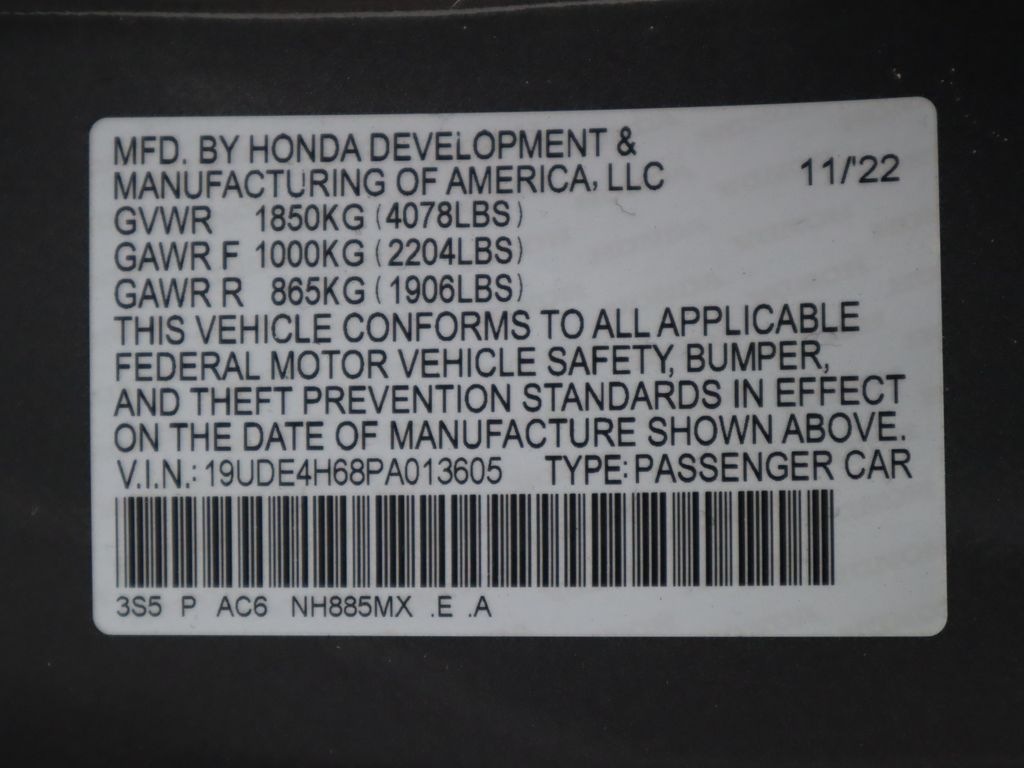 MFD. BY HONDA DEVELOPMENT &
MANUFACTURING OF AMERICA, LLC 11/'22
GVWR 1850KG (4078LBS)
GAWR F 1000KG (2204LBS)
GAWR R 865KG (1906LBS)
THIS VEHICLE CONFORMS TO ALL APPLICABLE
FEDERAL MOTOR VEHICLE SAFETY, BUMPER,
AND THEFT PREVENTION STANDARDS IN EFFECT
ON THE DATE OF MANUFACTURE SHOWN ABOVE.
V.I.N.: 19UDE4H68PA013605 TYPE: PASSENGER CAR
3S5 P AC6 NH885MX .E .A